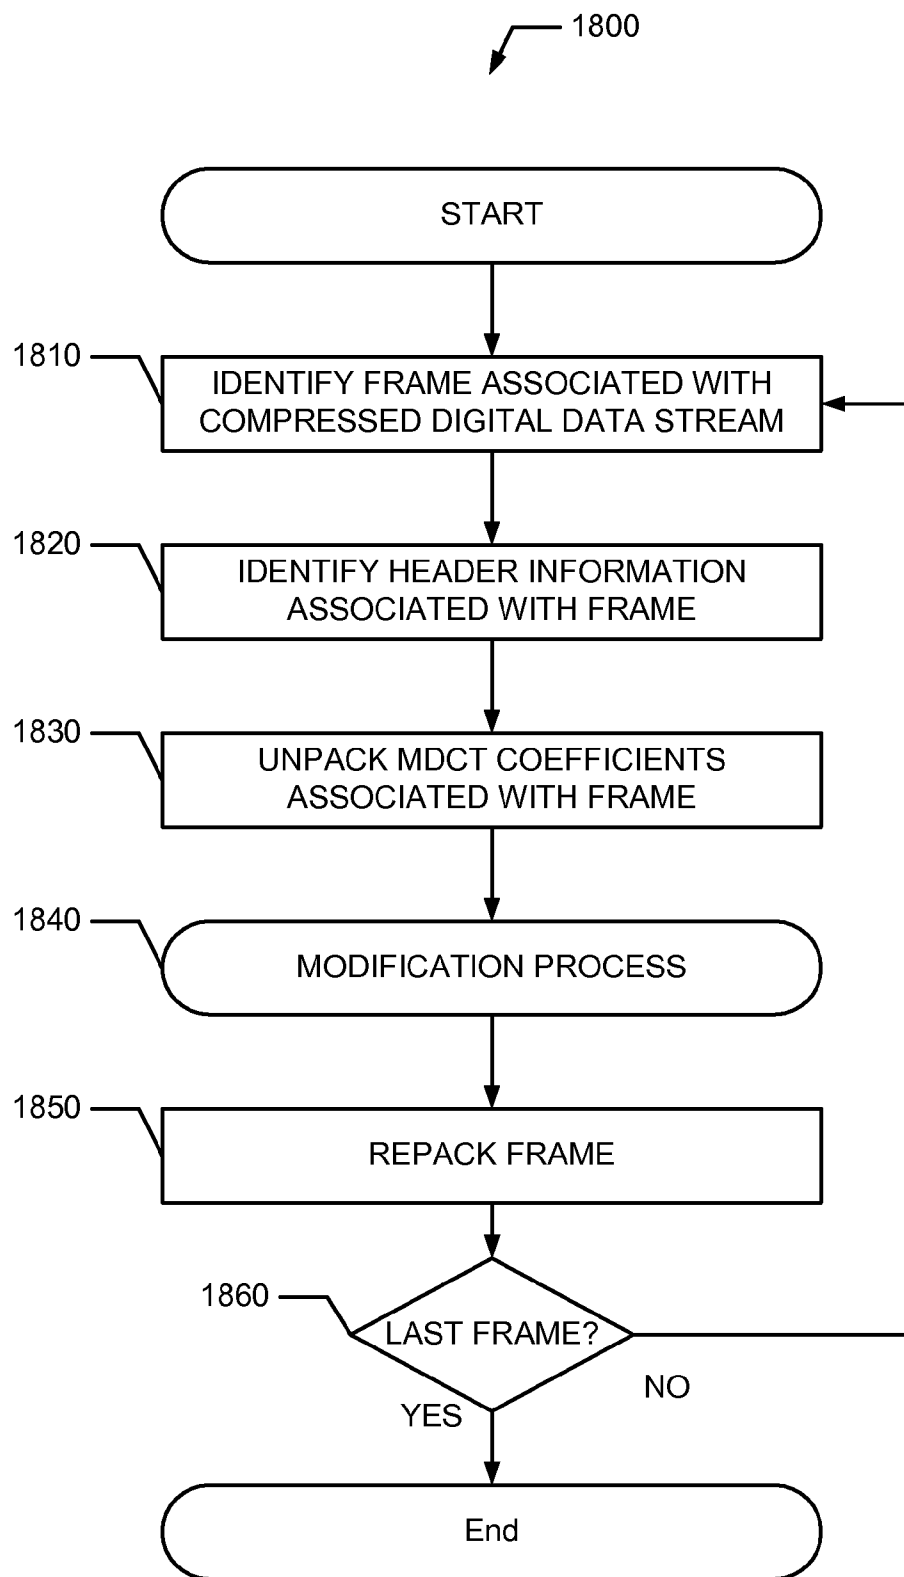 1800
START
1810
IDENTIFY FRAME ASSOCIATED WITH
COMPRESSED DIGITAL DATA STREAM
1820
IDENTIFY HEADER INFORMATION
ASSOCIATED WITH FRAME
1830
UNPACK MDCT COEFFICIENTS
ASSOCIATED WITH FRAME
1840
MODIFICATION PROCESS
1850
REPACK FRAME
1860
LAST FRAME?
NO
YES
End